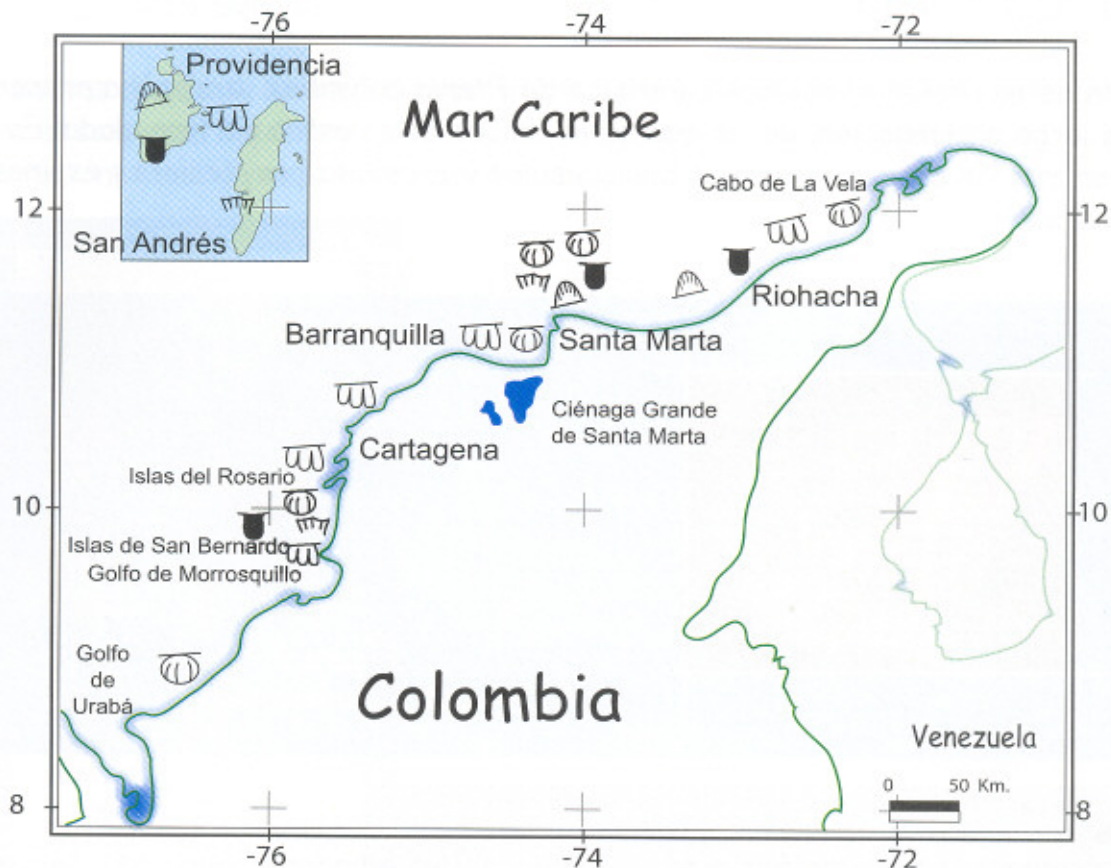 -76
-74
-72
Providencia
San Andrés
Mar Caribe
Cabo de La Vela
12
12
Riohacha
Barranquilla
Santa Marta
Ciénaga Grande
de Santa Marta
Cartagena
Islas del Rosario
10
10
Islas de San Bernardo
Golfo de Morrosquillo
Golfo
de
Urabá
Colombia
Venezuela
0
50 Km.
8
8
-76
-74
-72